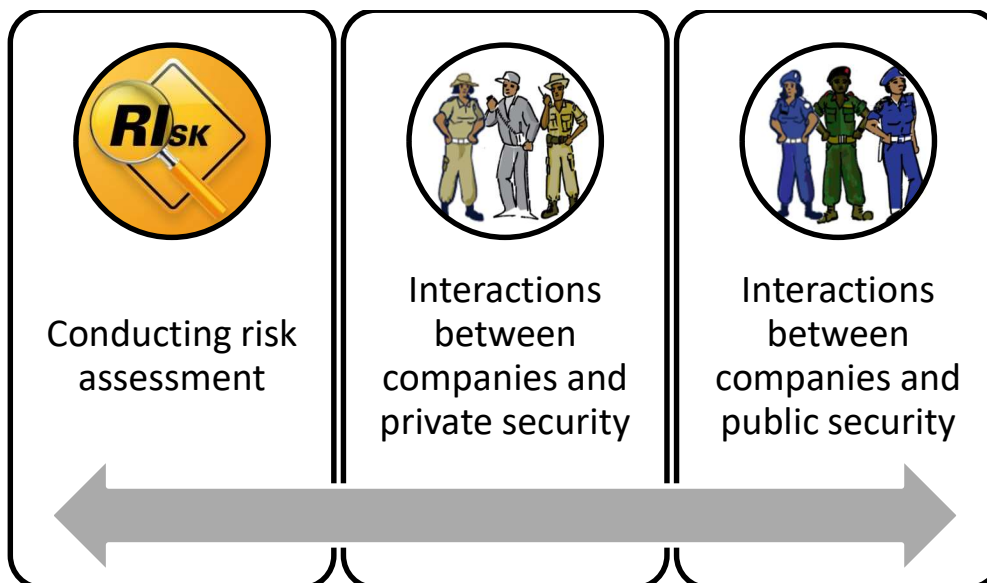 RISK
Conducting risk
assessment
Interactions
between
companies and
private security
Interactions
between
companies and
public security